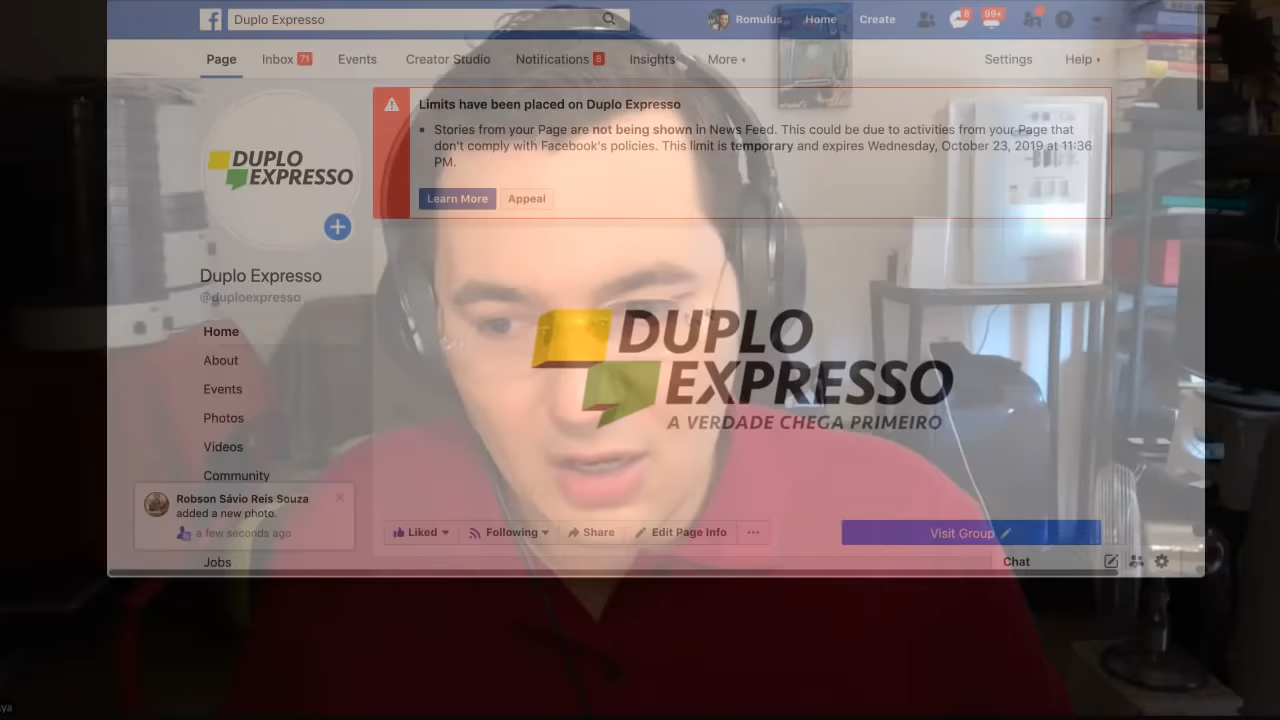 Duplo Expresso
Romulus
Home
Create
8
99+
Page
Inbox 71
Events
Creator Studio
Notifications 8
Insights
More
Settings
Help
Limits have been placed on Duplo Expresso
Stories from your Page are not being shown in News Feed. This could be due to activities from your Page that
don't comply with Facebook's policies. This limit is temporary and expires Wednesday, October 23, 2019 at 11:36
PM.
Learn More
Appeal
DUPLO
EXPRESSO
Duplo Expresso
@duploexpresso
Home
About
Events
Photos
Videos
Community
Robson Sávio Reis Souza
added a new photo.
a few seconds ago
Jobs
DUPLO
EXPRESSO
A VERDADE CHEGA PRIMEIRO
Liked
Following
Share
Edit Page Info
Visit Group
Chat